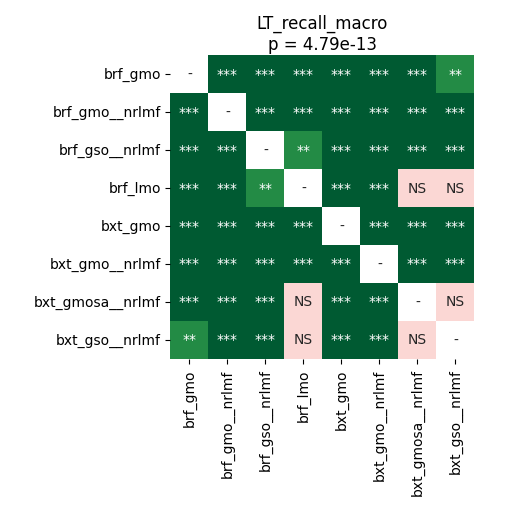 LT_recall_macro
p = 4.79e-13
brf_gmo - *** *** *** *** *** *** **
brf_gmo__nrlmf *** - *** *** *** *** *** ***
brf_gso__nrlmf *** *** - ** *** *** *** ***
brf_lmo *** *** ** - *** *** NS NS
bxt_gmo *** *** *** *** - *** *** ***
bxt_gmo__nrlmf *** *** *** *** *** - *** ***
bxt_gmosa__nrlmf *** *** *** NS *** *** - NS
bxt_gso__nrlmf ** *** *** NS *** *** NS -
brf_gmo
brf_gmo__nrlmf
brf_gso__nrlmf
brf_lmo
bxt_gmo
bxt_gmo__nrlmf
bxt_gmosa__nrlmf
bxt_gso__nrlmf